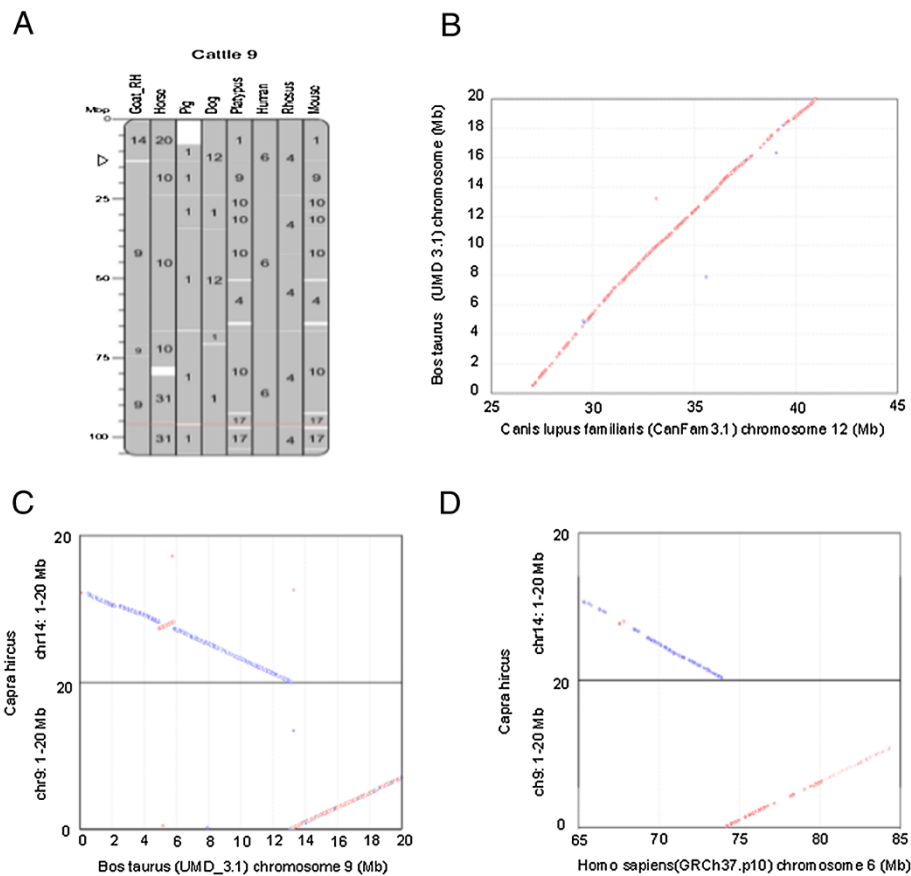 A
Cattle 9
Mbp Goat_RH Horse Pig Dog Platypus Human Rhesus Mouse
0
14 20 1 12 1 6 4 1
10 1 9 9
25
1 1 10 4 10
10 10
9 10 10 6 10
50
1 12 4 4 4
75
9 10 1
1 10 4 10
9 31 1 6
17 17
100
31 1 17 4 17
B
Bos taurus (UMD 3.1) chromosome (Mb)
20
18
16
14
12
10
8
6
4
2
0
25 30 35 40 45
Canis lupus familiaris (CanFam3.1) chromosome 12 (Mb)
C
Capra hircus
chr14: 1-20 Mb
chr9: 1-20 Mb
20
20
0
0 2 4 6 8 10 12 14 16 18 20
Bos taurus (UMD_3.1) chromosome 9 (Mb)
D
Capra hircus
chr14: 1-20 Mb
ch9: 1-20 Mb
20
20
0
65 70 75 80 85
Homo sapiens(GRCh37.p10) chromosome 6 (Mb)